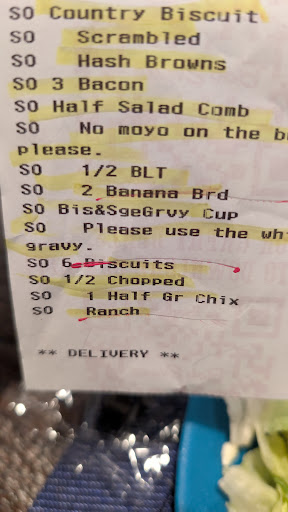 SO Country Biscuit
SO Scrambled
SO Hash Browns
SO 3 Bacon
SO Half Salad Comb
SO No mayo on the
please.
SO 1/2 BLT
SO 2 Banana Brd
SO Bis&SgeGrvy Cup
SO Please use the
gravy.
SO 6 Biscuits
SO 1/2 Chopped
SO 1 Half Gr Chix
SO Ranch
** DELIVERY **